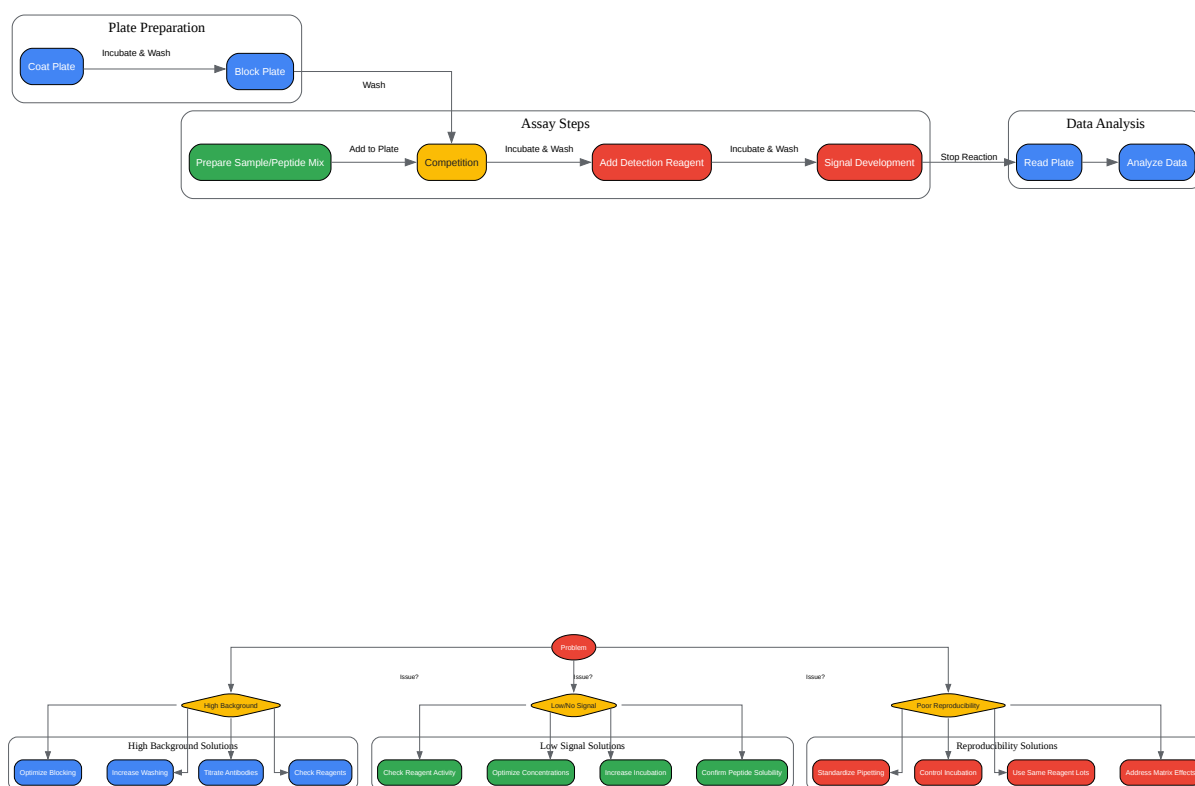 Plate Preparation
Coat Plate
Incubate & Wash
Block Plate
Wash
Assay Steps
Prepare Sample/Peptide Mix
Add to Plate
Competition
Incubate & Wash
Add Detection Reagent
Incubate & Wash
Signal Development
Stop Reaction
Data Analysis
Read Plate
Analyze Data
Problem
Issue?
Issue?
Issue?
High Background
Low/No Signal
Poor Reproducibility
High Background Solutions
Optimize Blocking
Increase Washing
Titrate Antibodies
Check Reagents
Low Signal Solutions
Check Reagent Activity
Optimize Concentrations
Increase Incubation
Confirm Peptide Solubility
Reproducibility Solutions
Standardize Pipetting
Control Incubation
Use Same Reagent Lots
Address Matrix Effects